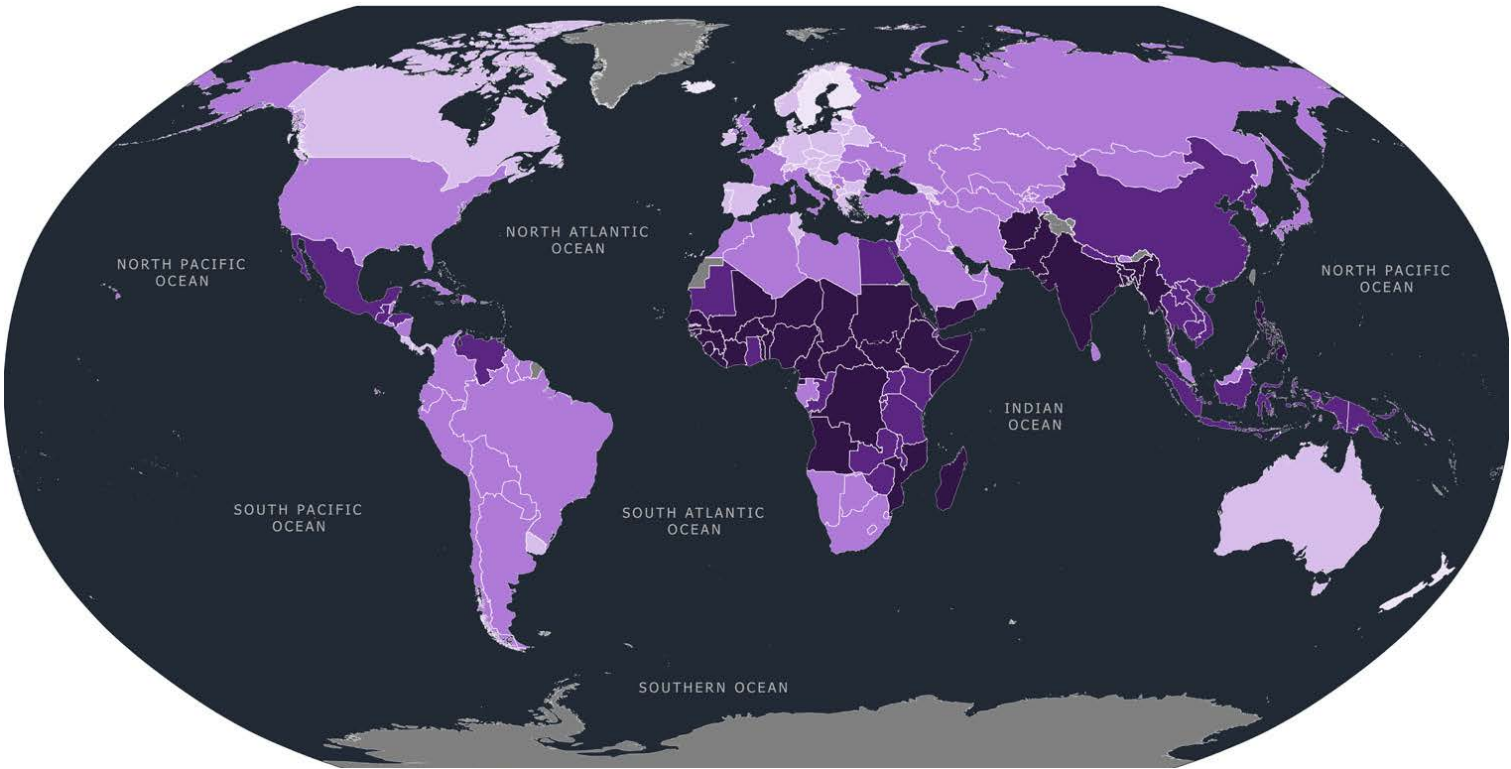 NORTH ATLANTIC
OCEAN
NORTH PACIFIC
OCEAN
NORTH PACIFIC
OCEAN
INDIAN
OCEAN
SOUTH PACIFIC
OCEAN
SOUTH ATLANTIC
OCEAN
SOUTHERN OCEAN